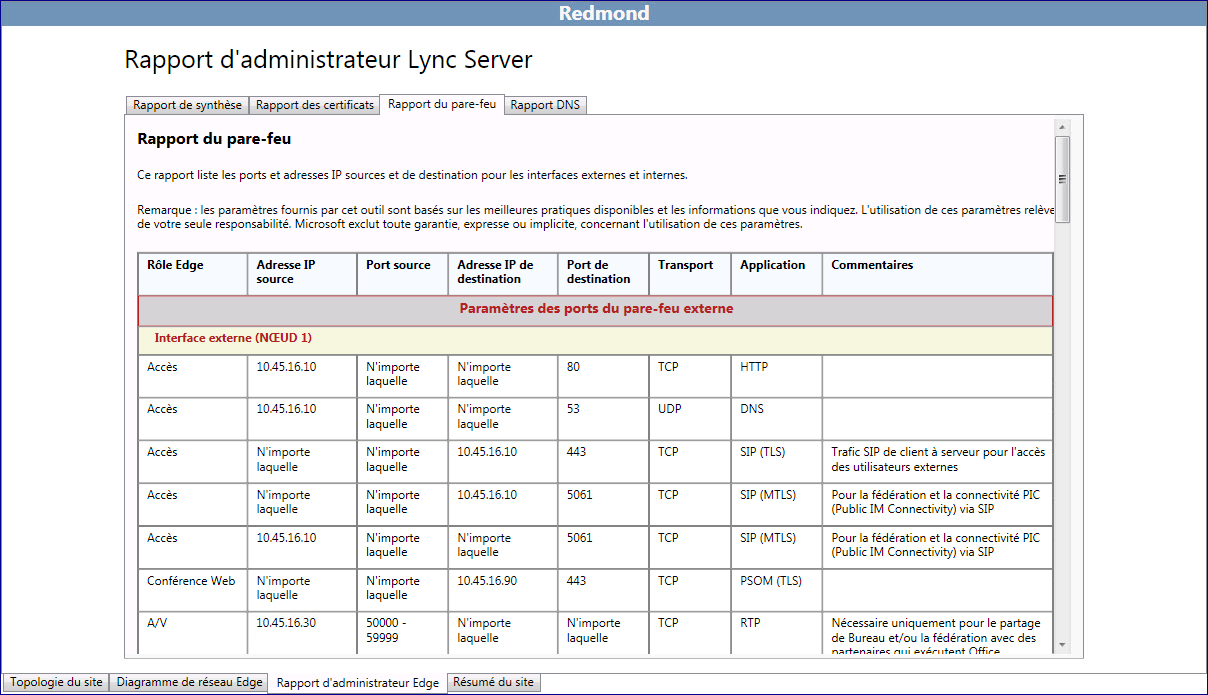 Redmond
Rapport d'administrateur Lync Server
Rapport de synthèse
Rapport des certificats
Rapport du pare-feu
Rapport DNS
Rapport du pare-feu
Ce rapport liste les ports et adresses IP sources et de destination pour les interfaces externes et internes.
Remarque : les paramètres fournis par cet outil sont basés sur les meilleures pratiques disponibles et les informations que vous indiquez. L'utilisation de ces paramètres relève
de votre seule responsabilité. Microsoft exclut toute garantie, expresse ou implicite, concernant l'utilisation de ces paramètres.
Rôle Edge
Adresse IP
source
Port source
Adresse IP de
destination
Port de
destination
Transport
Application
Commentaires
Paramètres des ports du pare-feu externe
Interface externe (NŒUD 1)
Accès
10.45.16.10
N'importe
laquelle
N'importe
laquelle
80
TCP
HTTP
Accès
10.45.16.10
N'importe
laquelle
N'importe
laquelle
53
UDP
DNS
Accès
N'importe
laquelle
N'importe
laquelle
10.45.16.10
443
TCP
SIP (TLS)
Trafic SIP de client à serveur pour l'accès
des utilisateurs externes
Accès
N'importe
laquelle
N'importe
laquelle
10.45.16.10
5061
TCP
SIP (MTLS)
Pour la fédération et la connectivité PIC
(Public IM Connectivity) via SIP
Accès
10.45.16.10
N'importe
laquelle
N'importe
laquelle
5061
TCP
SIP (MTLS)
Pour la fédération et la connectivité PIC
(Public IM Connectivity) via SIP
Conférence Web
N'importe
laquelle
N'importe
laquelle
10.45.16.90
443
TCP
PSOM (TLS)
A/V
10.45.16.30
50000 -
59999
N'importe
laquelle
N'importe
laquelle
TCP
RTP
Nécessaire uniquement pour le partage
de Bureau et/ou la fédération avec des
partenaires qui exécutent Office
Topologie du site
Diagramme de réseau Edge
Rapport d'administrateur Edge
Résumé du site